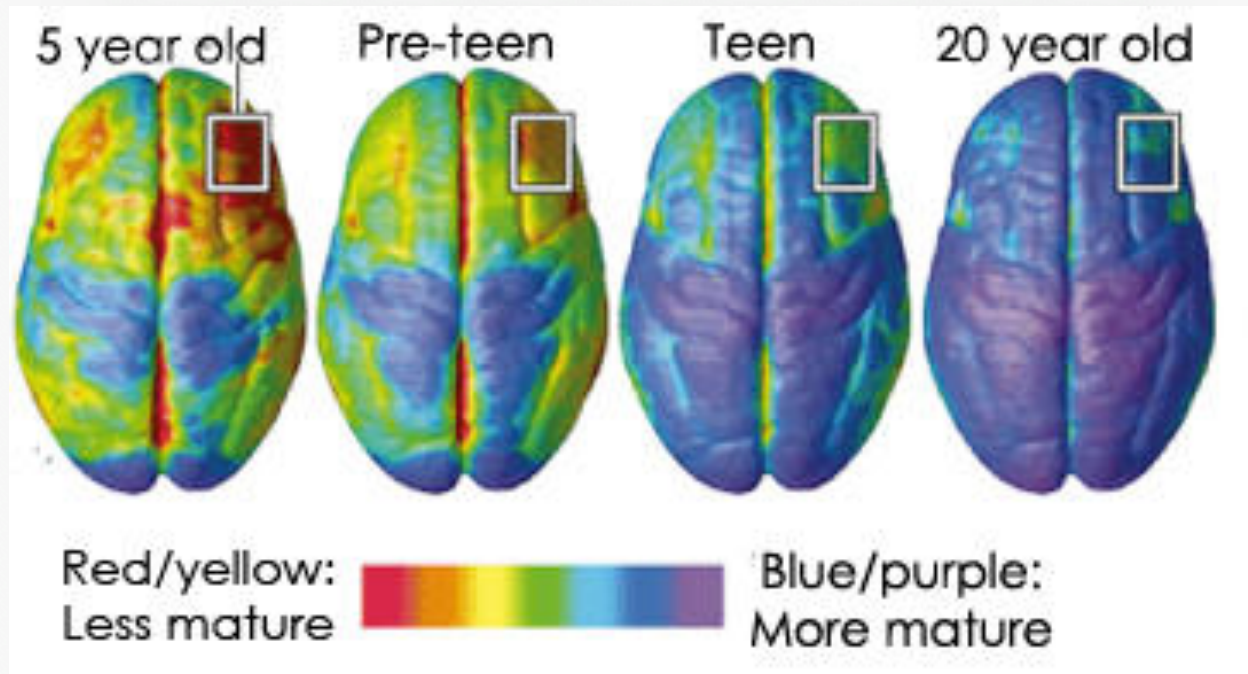 5 year old
Pre-teen
Teen
20 year old
Red/yellow:
Less mature
Blue/purple:
More mature